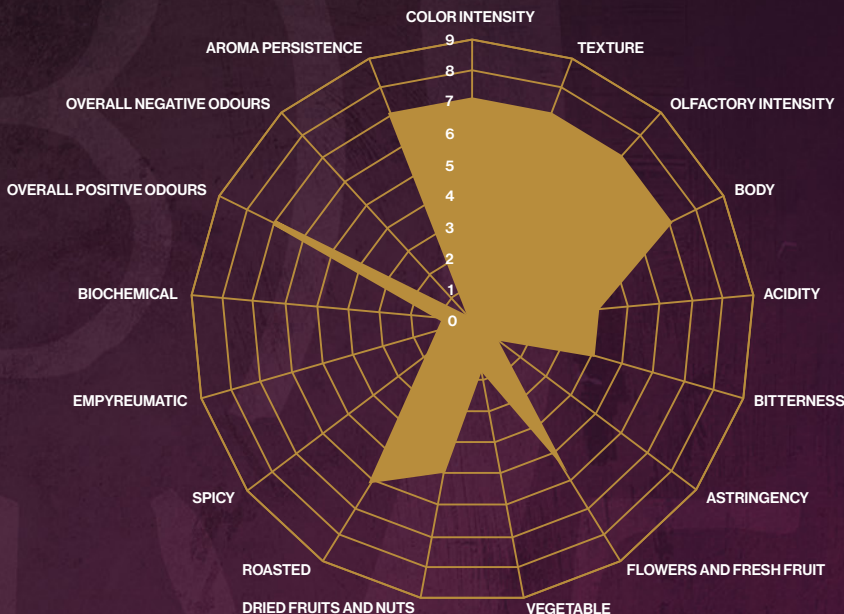 COLOR INTENSITY
TEXTURE
OLFACTORY INTENSITY
BODY
ACIDITY
BITTERNESS
ASTRINGENCY
FLOWERS AND FRESH FRUIT
VEGETABLE
DRIED FRUITS AND NUTS
ROASTED
SPICY
EMPYREUMATIC
BIOCHEMICAL
OVERALL POSITIVE ODOURS
OVERALL NEGATIVE ODOURS
AROMA PERSISTENCE
9
8
7
6
5
4
3
2
1
0